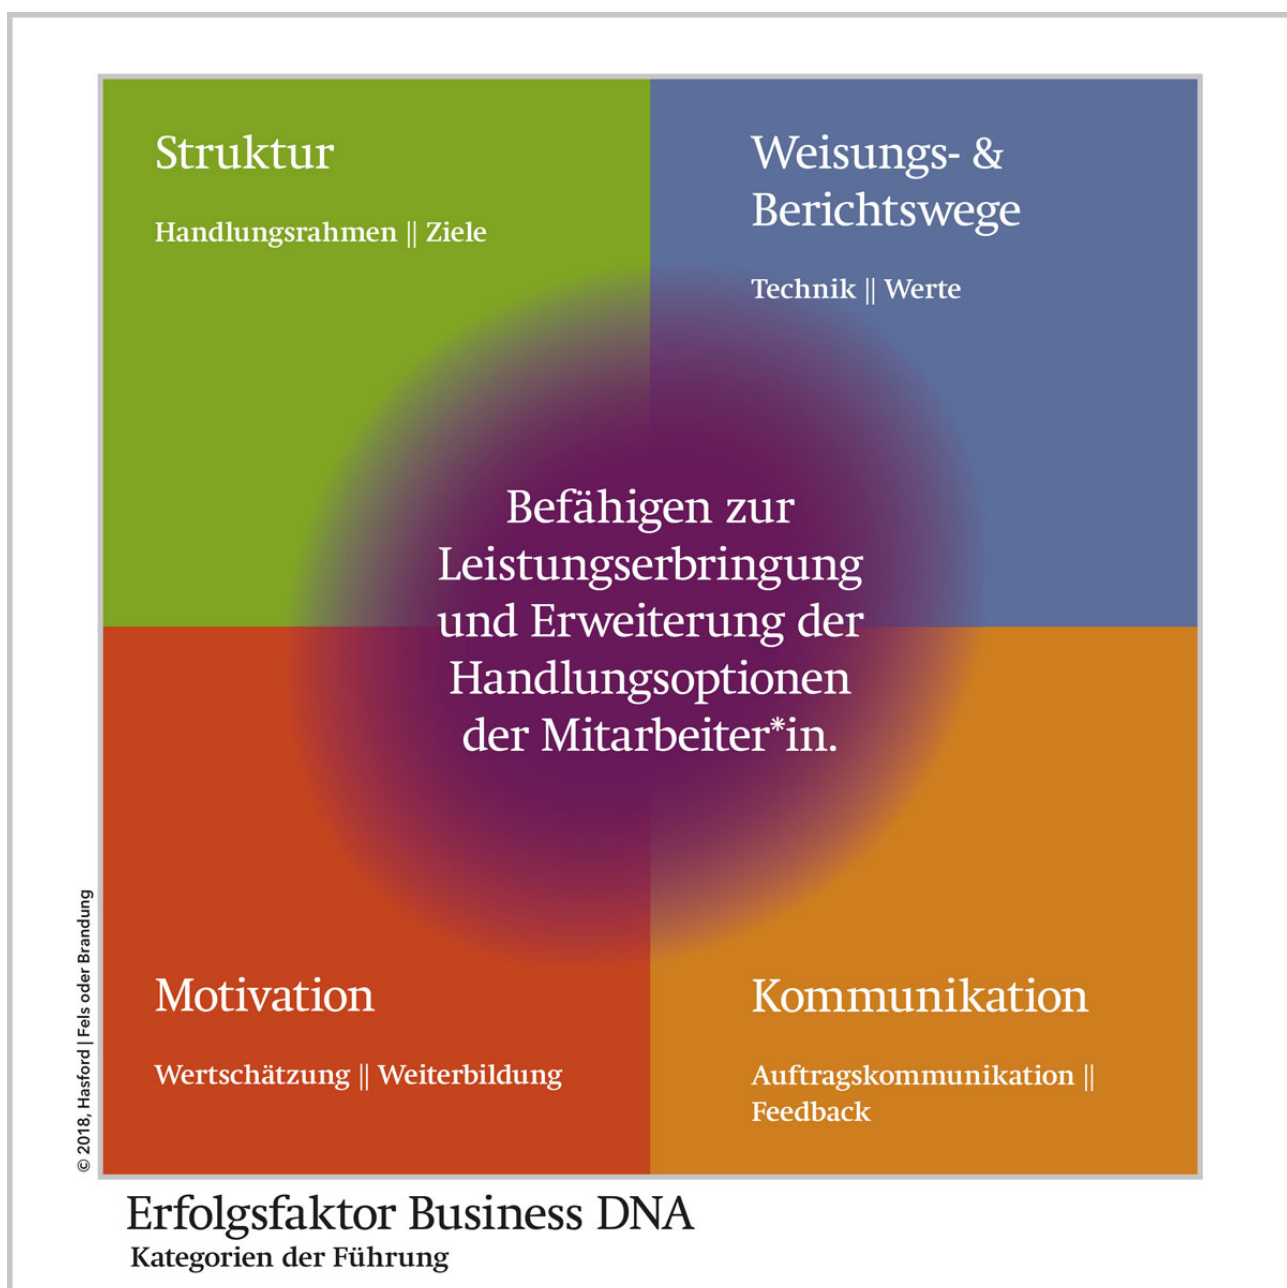 Struktur
Handlungsrahmen || Ziele
Weisungs- &
Berichtswege
Technik || Werte
Befähigen zur
Leistungserbringung
und Erweiterung der
Handlungsoptionen
der Mitarbeiter*in.
Motivation
Wertschätzung || Weiterbildung
Kommunikation
Auftragskommunikation ||
Feedback
© 2018, Hasford | Fels oder Brandung
Erfolgsfaktor Business DNA
Kategorien der Führung